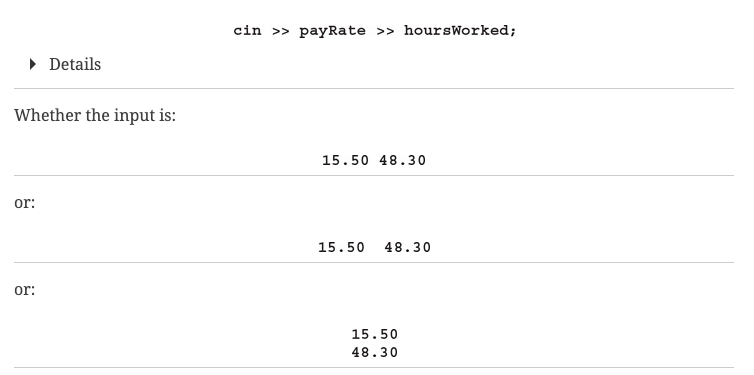 cin >> payRate >> hoursWorked;
Details
Whether the input is:
15.50 48.30
or:
15.50  48.30
or:
15.50
48.30